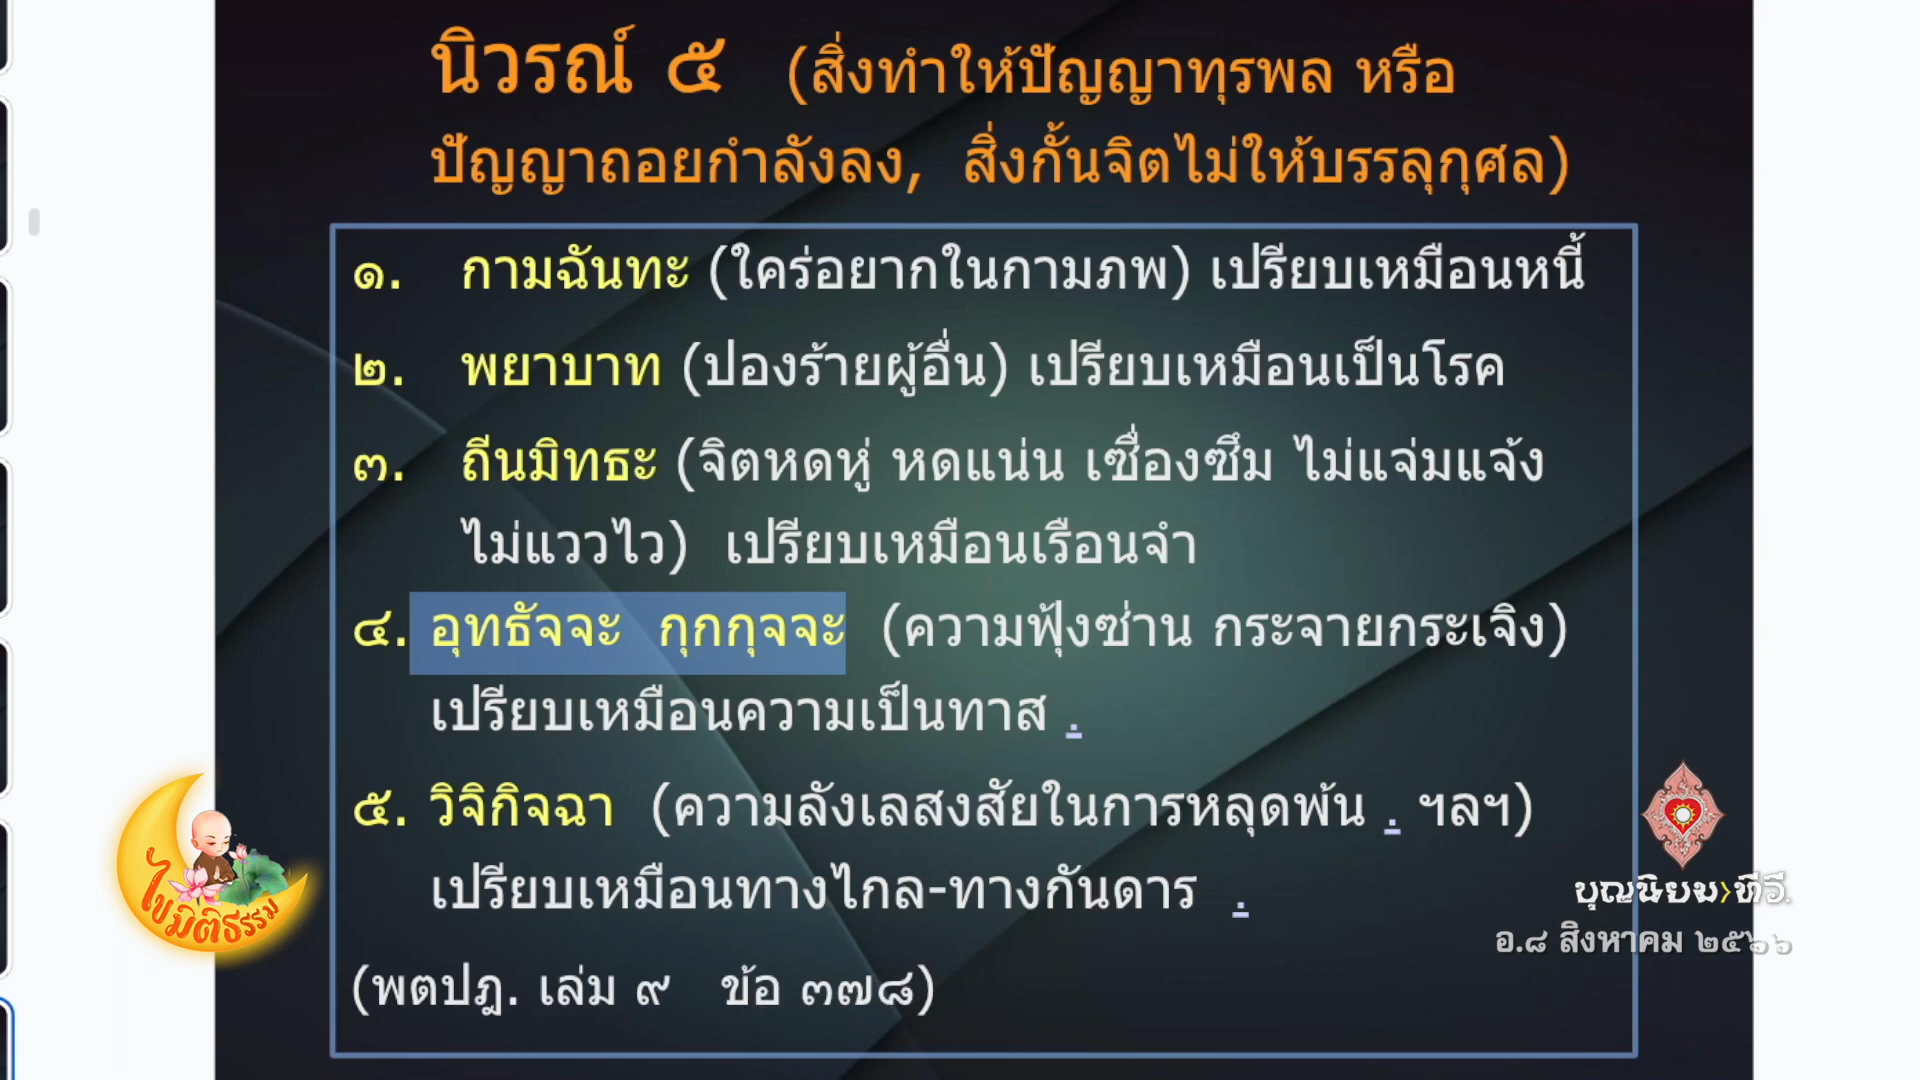 นิวรณ์ ๕ (สิ่งทำให้ปัญญาทุรพล หรือ
ปัญญาถอยกำลังลง, สิ่งกั้นจิตไม่ให้บรรลุกุศล)
๑. กามฉันทะ (ใคร่อยากในกามภพ) เปรียบเหมือนหนี้
๒. พยาบาท (ปองร้ายผู้อื่น) เปรียบเหมือนเป็นโรค
๓. ถีนมิทธะ (จิตหดหู่ หดแน่น เซื่องซึม ไม่แจ่มแจ้ง
ไม่แววไว) เปรียบเหมือนเรือนจำ
๔. อุทธัจจะ กุกกุจจะ (ความฟุ้งซ่าน กระจายกระเจิง)
เปรียบเหมือนความเป็นทาส .
๕. วิจิกิจฉา (ความลังเลสงสัยในการหลุดพ้น . ฯลฯ)
เปรียบเหมือนทางไกล-ทางกันดาร .
(พตปฎ. เล่ม ๙ ข้อ ๓๗๘)
ไขมิติธรรม
บุญนิยม ทีวี.
อ.๘ สิงหาคม ๒๕๖๖